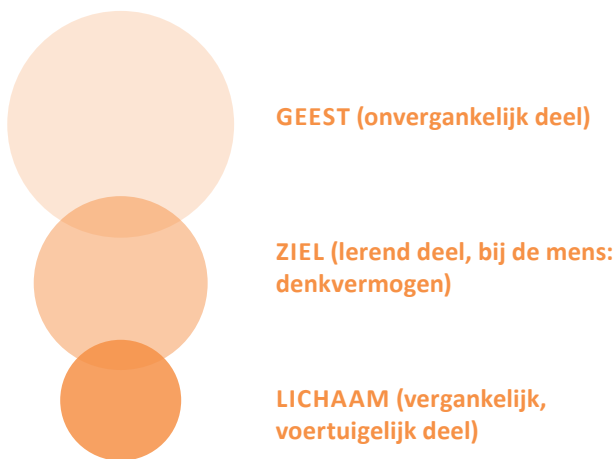 GEEST (onvergankelijk deel)
ZIEL (lerend deel, bij de mens:
denkvermogen)
LICHAAM (vergankelijk,
voertuigelijk deel)